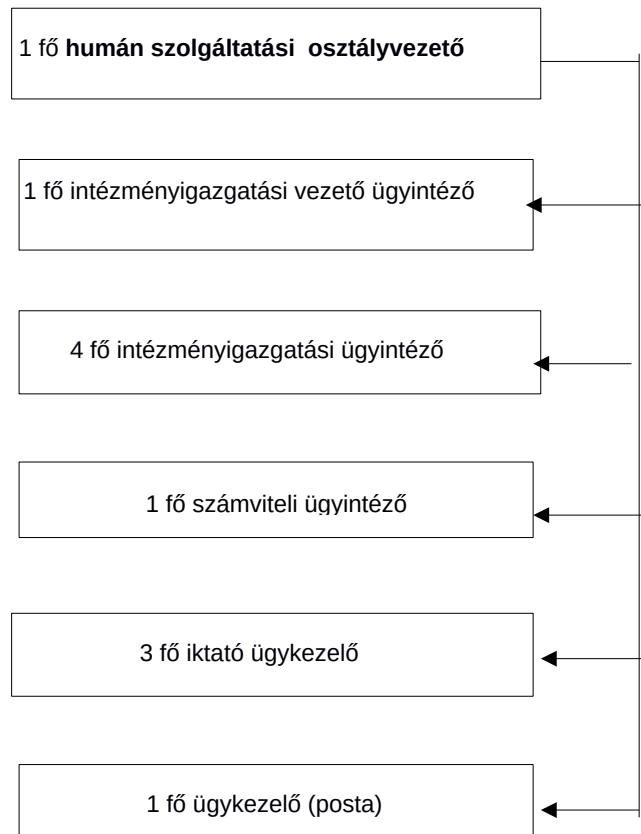 1 fő humán szolgáltatási osztályvezető
1 fő intézményigazgatási vezető ügyintéző
4 fő intézményigazgatási ügyintéző
1 fő számviteli ügyintéző
3 fő iktató ügykezelő
1 fő ügykezelő (posta)